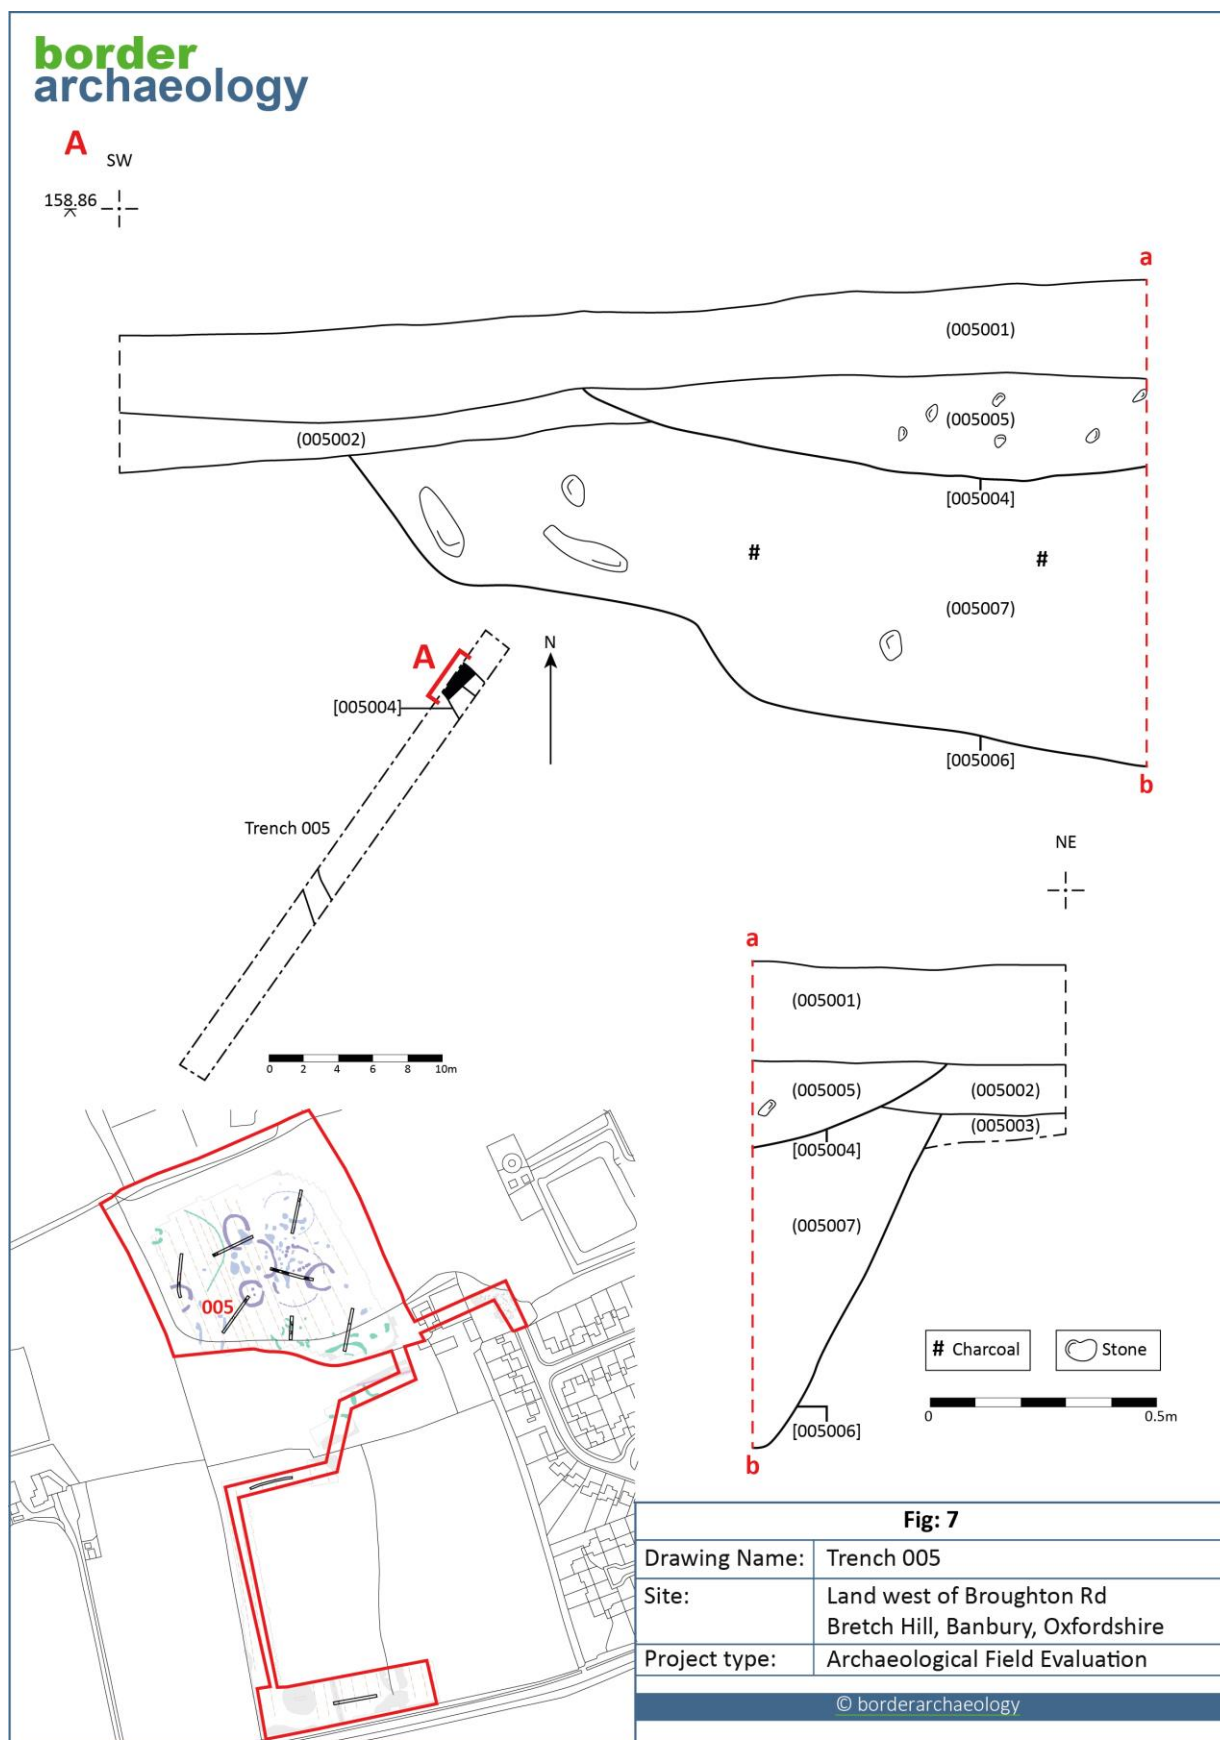 border
archaeology
A
SW
158.86
a
(005001)
(005005)
(005002)
[005004]
#
#
(005007)
[005006]
b
A
N
[005004]
Trench 005
0 2 4 6 8 10m
NE
a
(005001)
(005005)
(005002)
(005003)
[005004]
(005007)
[005006]
b
# Charcoal
Stone
0 0.5m
005
Fig: 7
Drawing Name: Trench 005
Site: Land west of Broughton Rd
Bretch Hill, Banbury, Oxfordshire
Project type: Archaeological Field Evaluation
© borderarchaeology